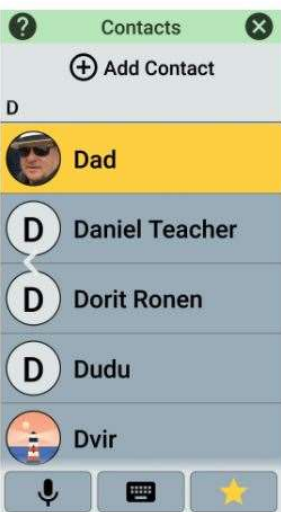 ?
Contacts
Add Contact
D
Dad
D Daniel Teacher
D Dorit Ronen
D Dudu
Dvir